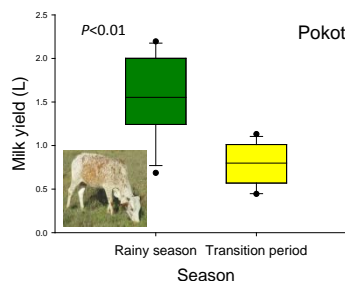 P<0.01
Pokot
Milk yield (L)
2.5
2.0
1.5
1.0
0.5
0.0
Rainy season Transition period
Season